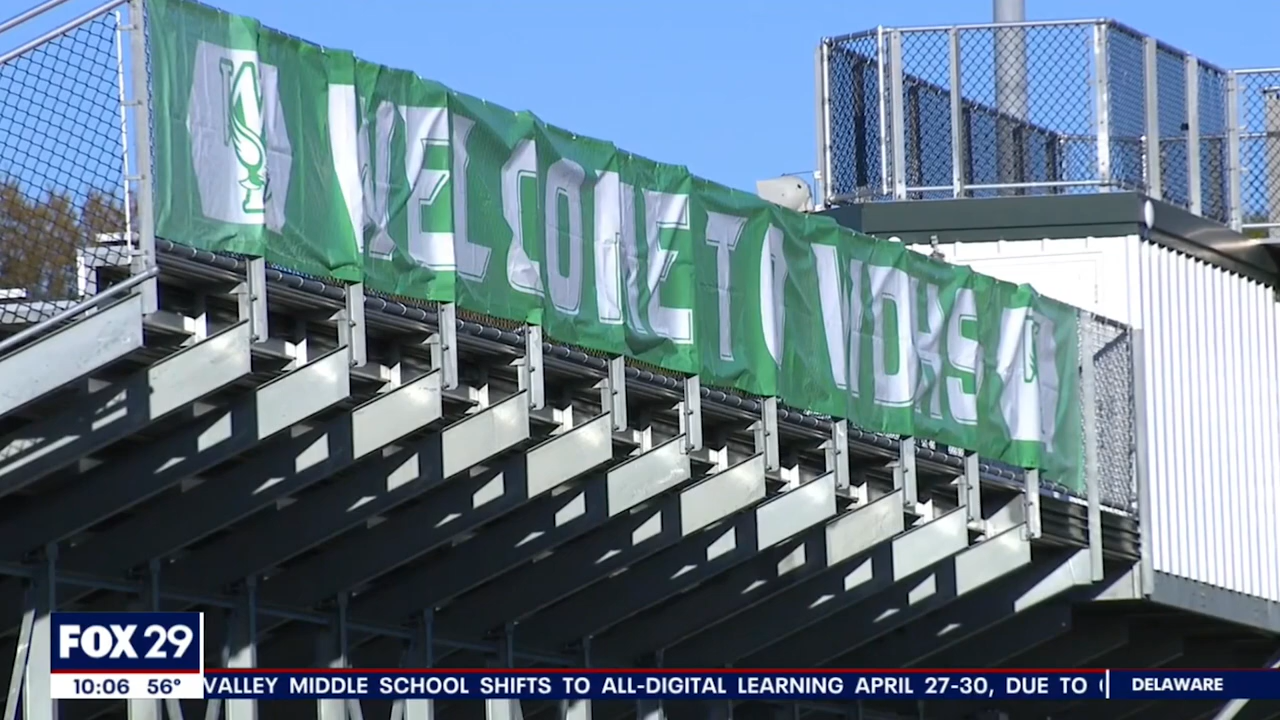 WELCOME TO WDHS
FOX 29
10:06 56°
VALLEY MIDDLE SCHOOL SHIFTS TO ALL-DIGITAL LEARNING APRIL 27-30, DUE TO
DELAWARE